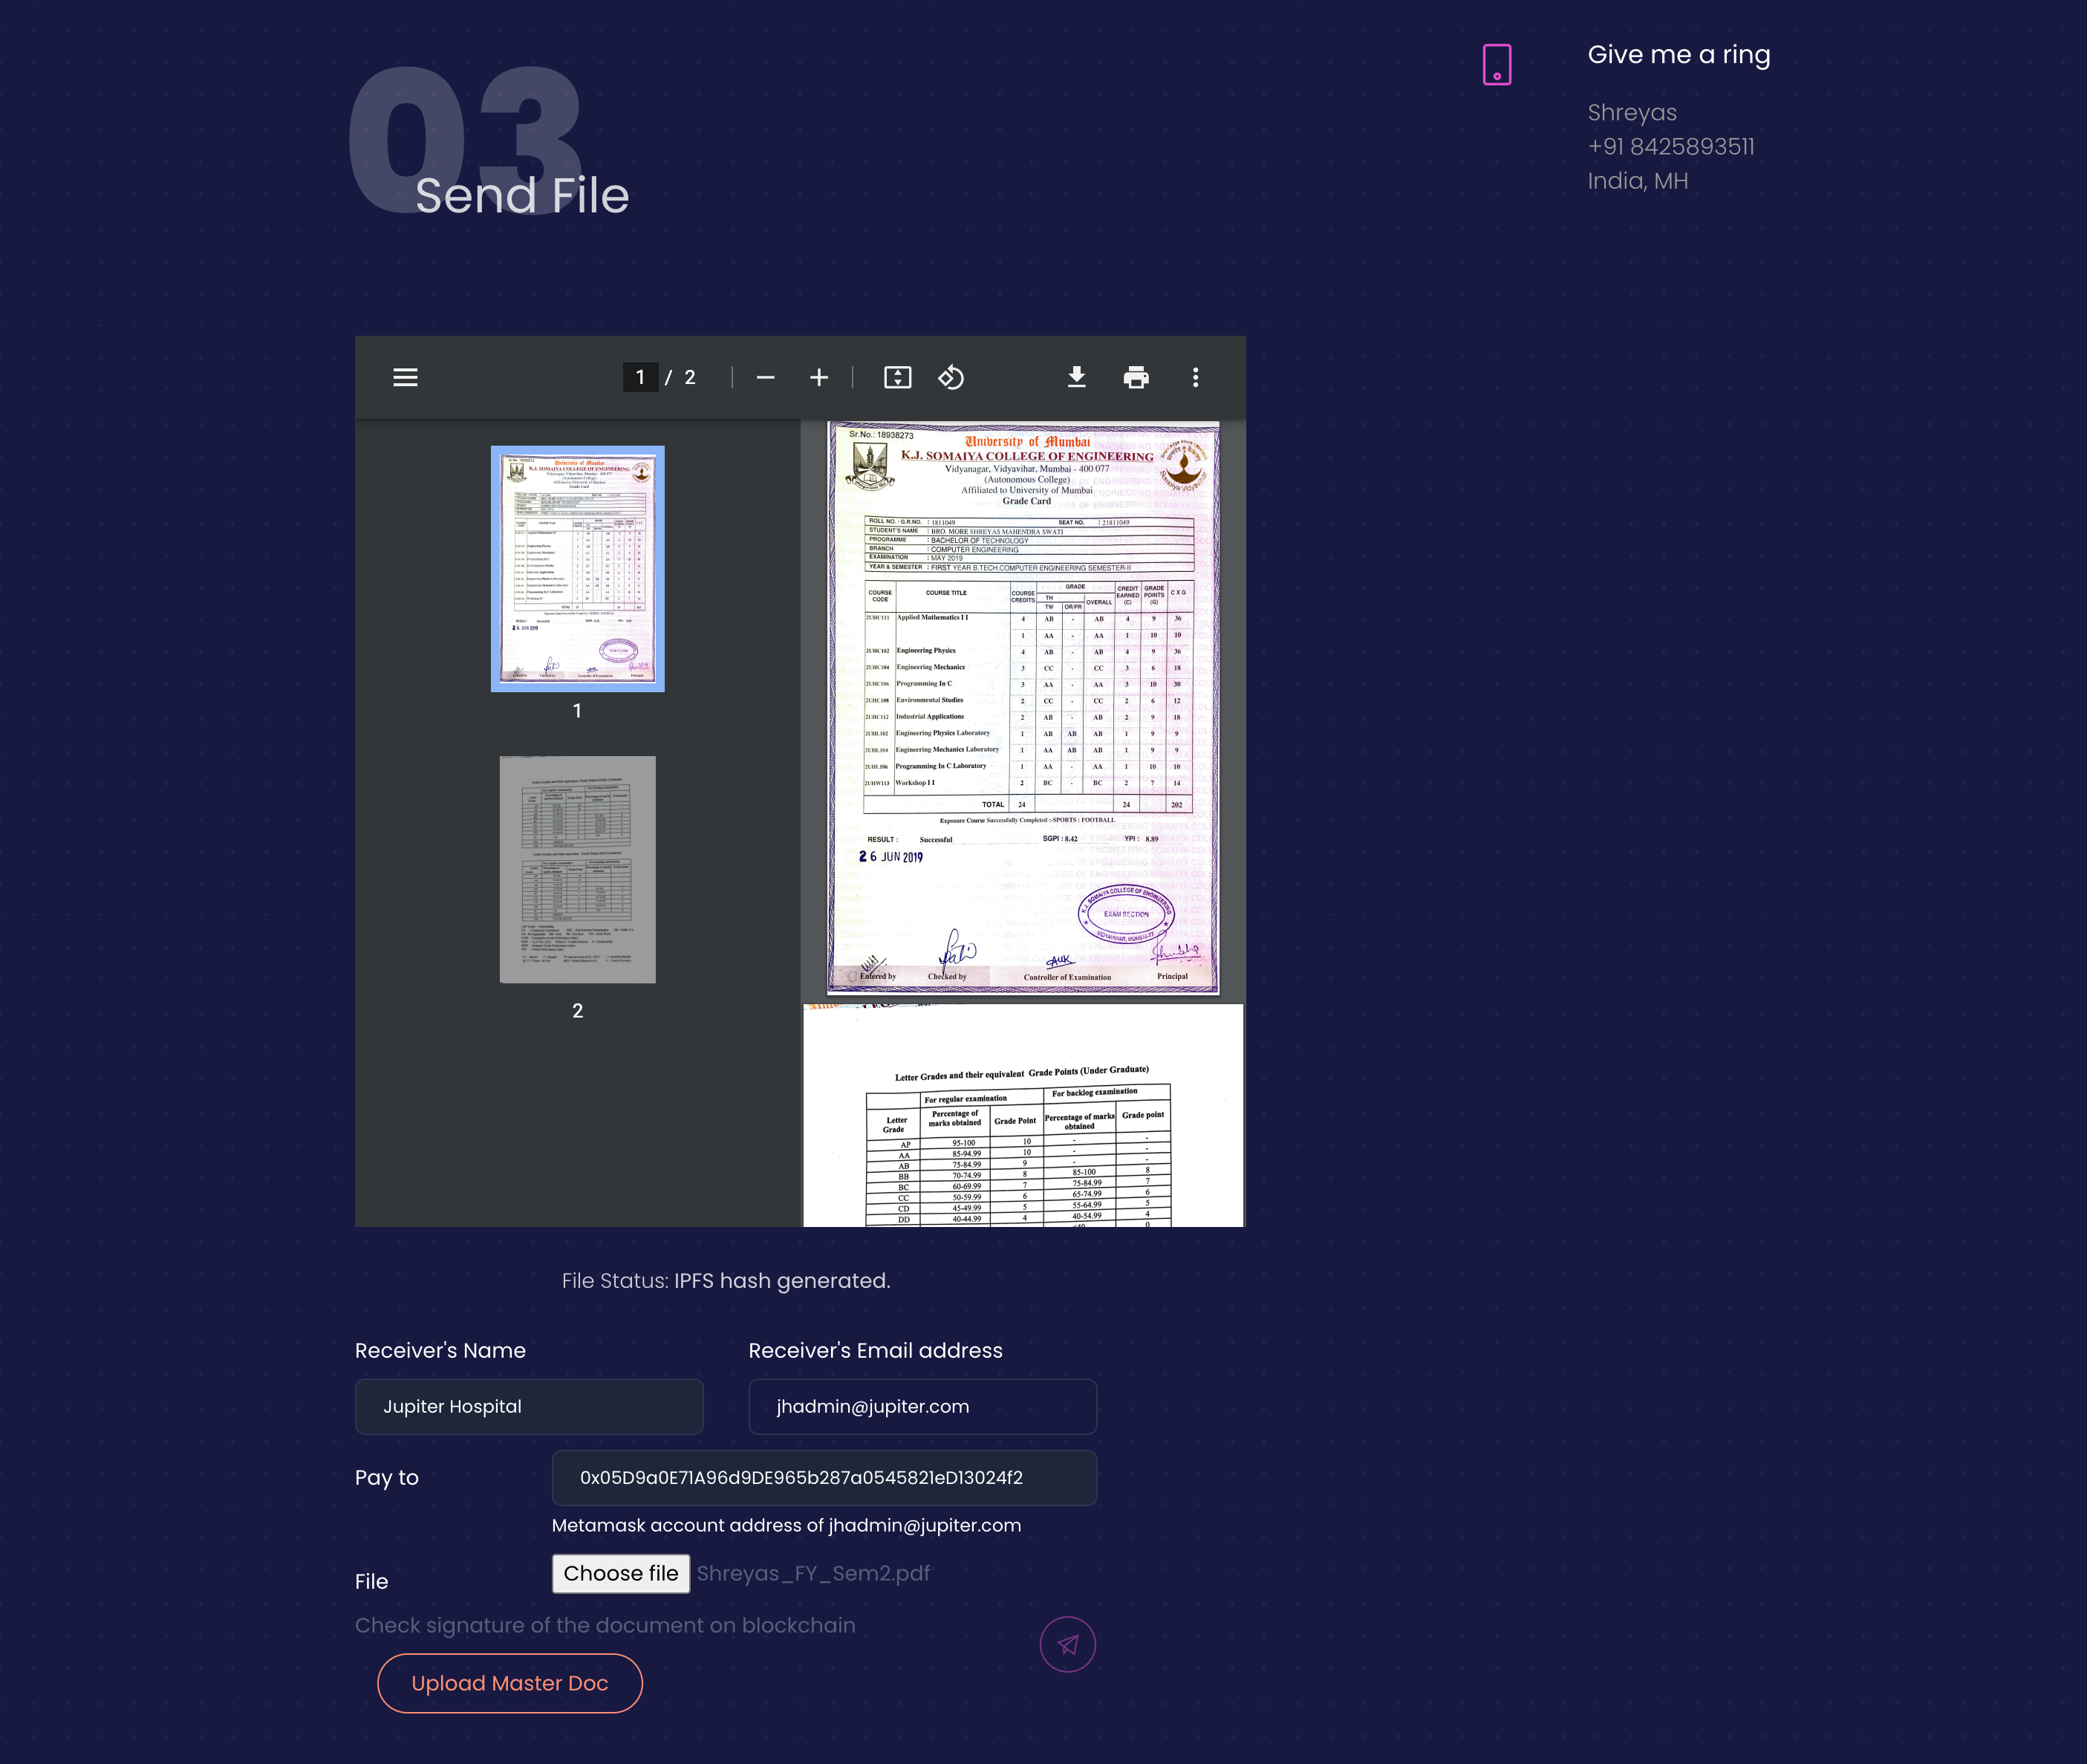 03
Send File
Give me a ring
Shreyas
+91 8425893511
India, MH
1 / 2
1
2
Sr.No.: 18938273
University of Mumbai
K.J. SOMAIYA COLLEGE OF ENGINEERING
Vidyanagar, Vidyavihar, Mumbai - 400 077
(Autonomous College)
Affiliated to University of Mumbai
Grade Card
ROLL NO. / G.R.NO. : 1811049 SEAT NO. : 21811049
STUDENT'S NAME : BRO. MORE SHREYAS MAHENDRA SWATI
PROGRAMME : BACHELOR OF TECHNOLOGY
BRANCH : COMPUTER ENGINEERING
EXAMINATION : MAY 2019
YEAR & SEMESTER : FIRST YEAR B.TECH.COMPUTER ENGINEERING SEMESTER-II
COURSE CODE COURSE TITLE COURSE CREDITS GRADE TH TW OR/PR OVERALL CREDIT EARNED (C) GRADE POINTS (G) C X G
2UHC111 Applied Mathematics I I 4 AB - AB 4 9 36
1 AA - AA 1 10 10
2UHC102 Engineering Physics 4 AB - AB 4 9 36
2UHC104 Engineering Mechanics 3 CC - CC 3 6 18
2UHC106 Programming In C 3 AA - AA 3 10 30
2UHC108 Environmental Studies 2 CC - CC 2 6 12
2UHC112 Industrial Applications 2 AB - AB 2 9 18
2UHL102 Engineering Physics Laboratory 1 AB AB AB 1 9 9
2UHL104 Engineering Mechanics Laboratory 1 AA AB AB 1 9 9
2UHL106 Programming In C Laboratory 1 AA - AA 1 10 10
2UHW113 Workshop I I 2 BC - BC 2 7 14
TOTAL 24 24 202
Exposure Course Successfully Completed :-SPORTS : FOOTBALL
RESULT : Successful SGPI : 8.42 YPI : 8.89
26 JUN 2019
K.J. SOMAIYA COLLEGE OF ENGINEERING
EXAM SECTION
VIDYAVIHAR, MUMBAI-77
Entered by Checked by Controller of Examination Principal
Letter Grades and their equivalent Grade Points (Under Graduate)
For regular examination For backlog examination
Letter Grade Percentage of marks obtained Grade Point Percentage of marks obtained Grade point
AP 95-100 10 - -
AA 85-94.99 10 - -
AB 75-84.99 9 - -
BB 70-74.99 8 85-100 8
BC 60-69.99 7 75-84.99 7
CC 50-59.99 6 65-74.99 6
CD 45-49.99 5 55-64.99 5
DD 40-44.99 4 40-54.99 4
File Status: IPFS hash generated.
Receiver's Name Receiver's Email address
Jupiter Hospital jhadmin@jupiter.com
Pay to 0x05D9a0E71A96d9DE965b287a0545821eD13024f2
Metamask account address of jhadmin@jupiter.com
File Choose file Shreyas_FY_Sem2.pdf
Check signature of the document on blockchain
Upload Master Doc